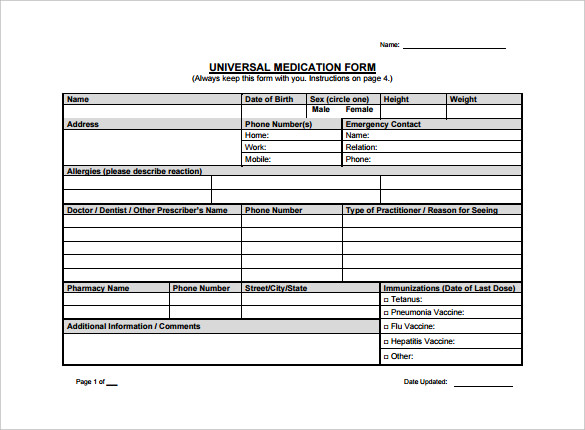 Name: ____________________
UNIVERSAL MEDICATION FORM
(Always keep this form with you. Instructions on page 4.)
Name Date of Birth Sex (circle one) Height Weight
Male Female
Address Phone Number(s) Emergency Contact
Home: Name:
Work: Relation:
Mobile: Phone:
Allergies (please describe reaction)
Doctor / Dentist / Other Prescriber's Name Phone Number Type of Practitioner / Reason for Seeing
Pharmacy Name Phone Number Street/City/State Immunizations (Date of Last Dose)
□ Tetanus:
□ Pneumonia Vaccine:
Additional Information / Comments □ Flu Vaccine:
□ Hepatitis Vaccine:
□ Other:
Page 1 of __ Date Updated: ___________